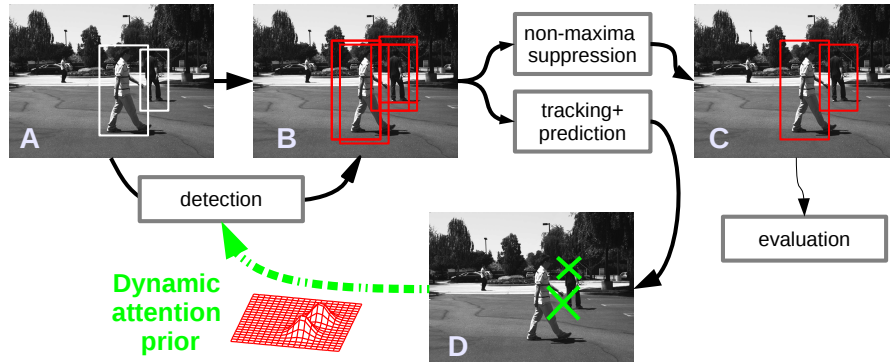 A
B
non-maxima
suppression
tracking+
prediction
C
detection
evaluation
Dynamic
attention
prior
D